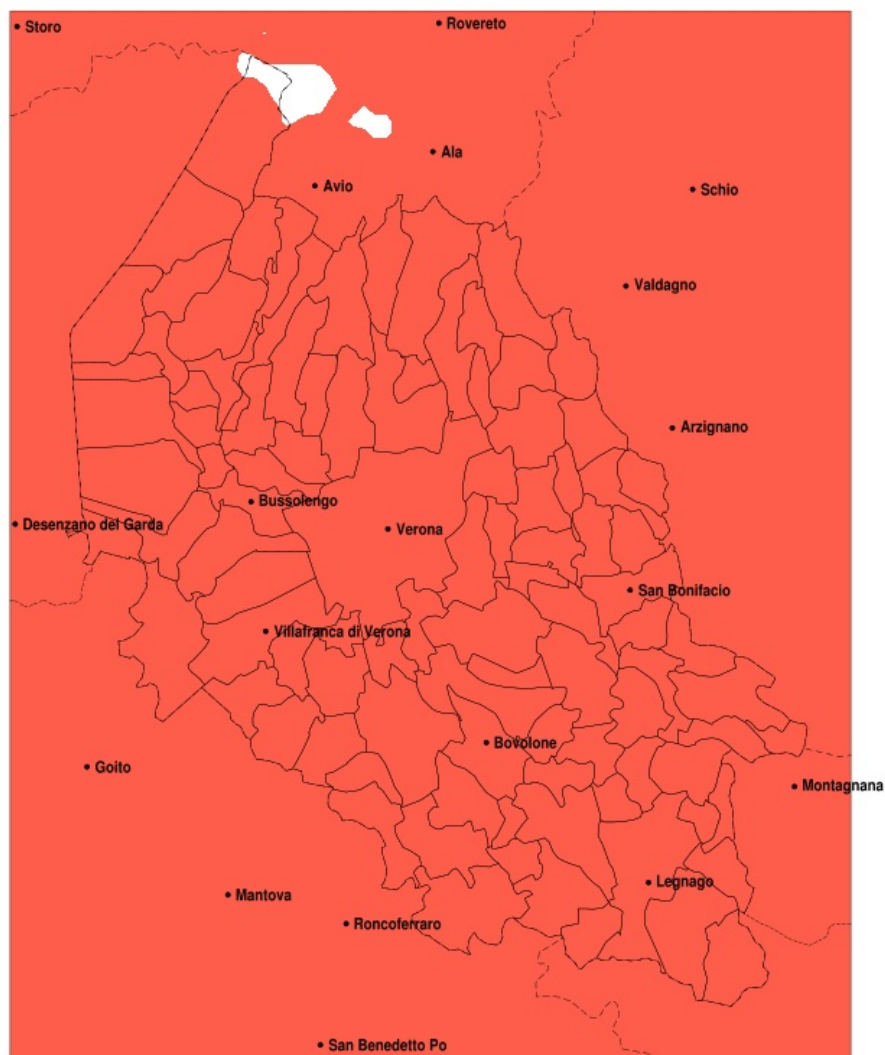 Storo
Rovereto
Ala
Avio
Schio
Valdagno
Arzignano
Bussolengo
Desenzano del Garda
Verona
San Bonifacio
Villafranca di Verona
Bovolone
Goito
Montagnana
Legnago
Mantova
Roncoferraro
San Benedetto Po